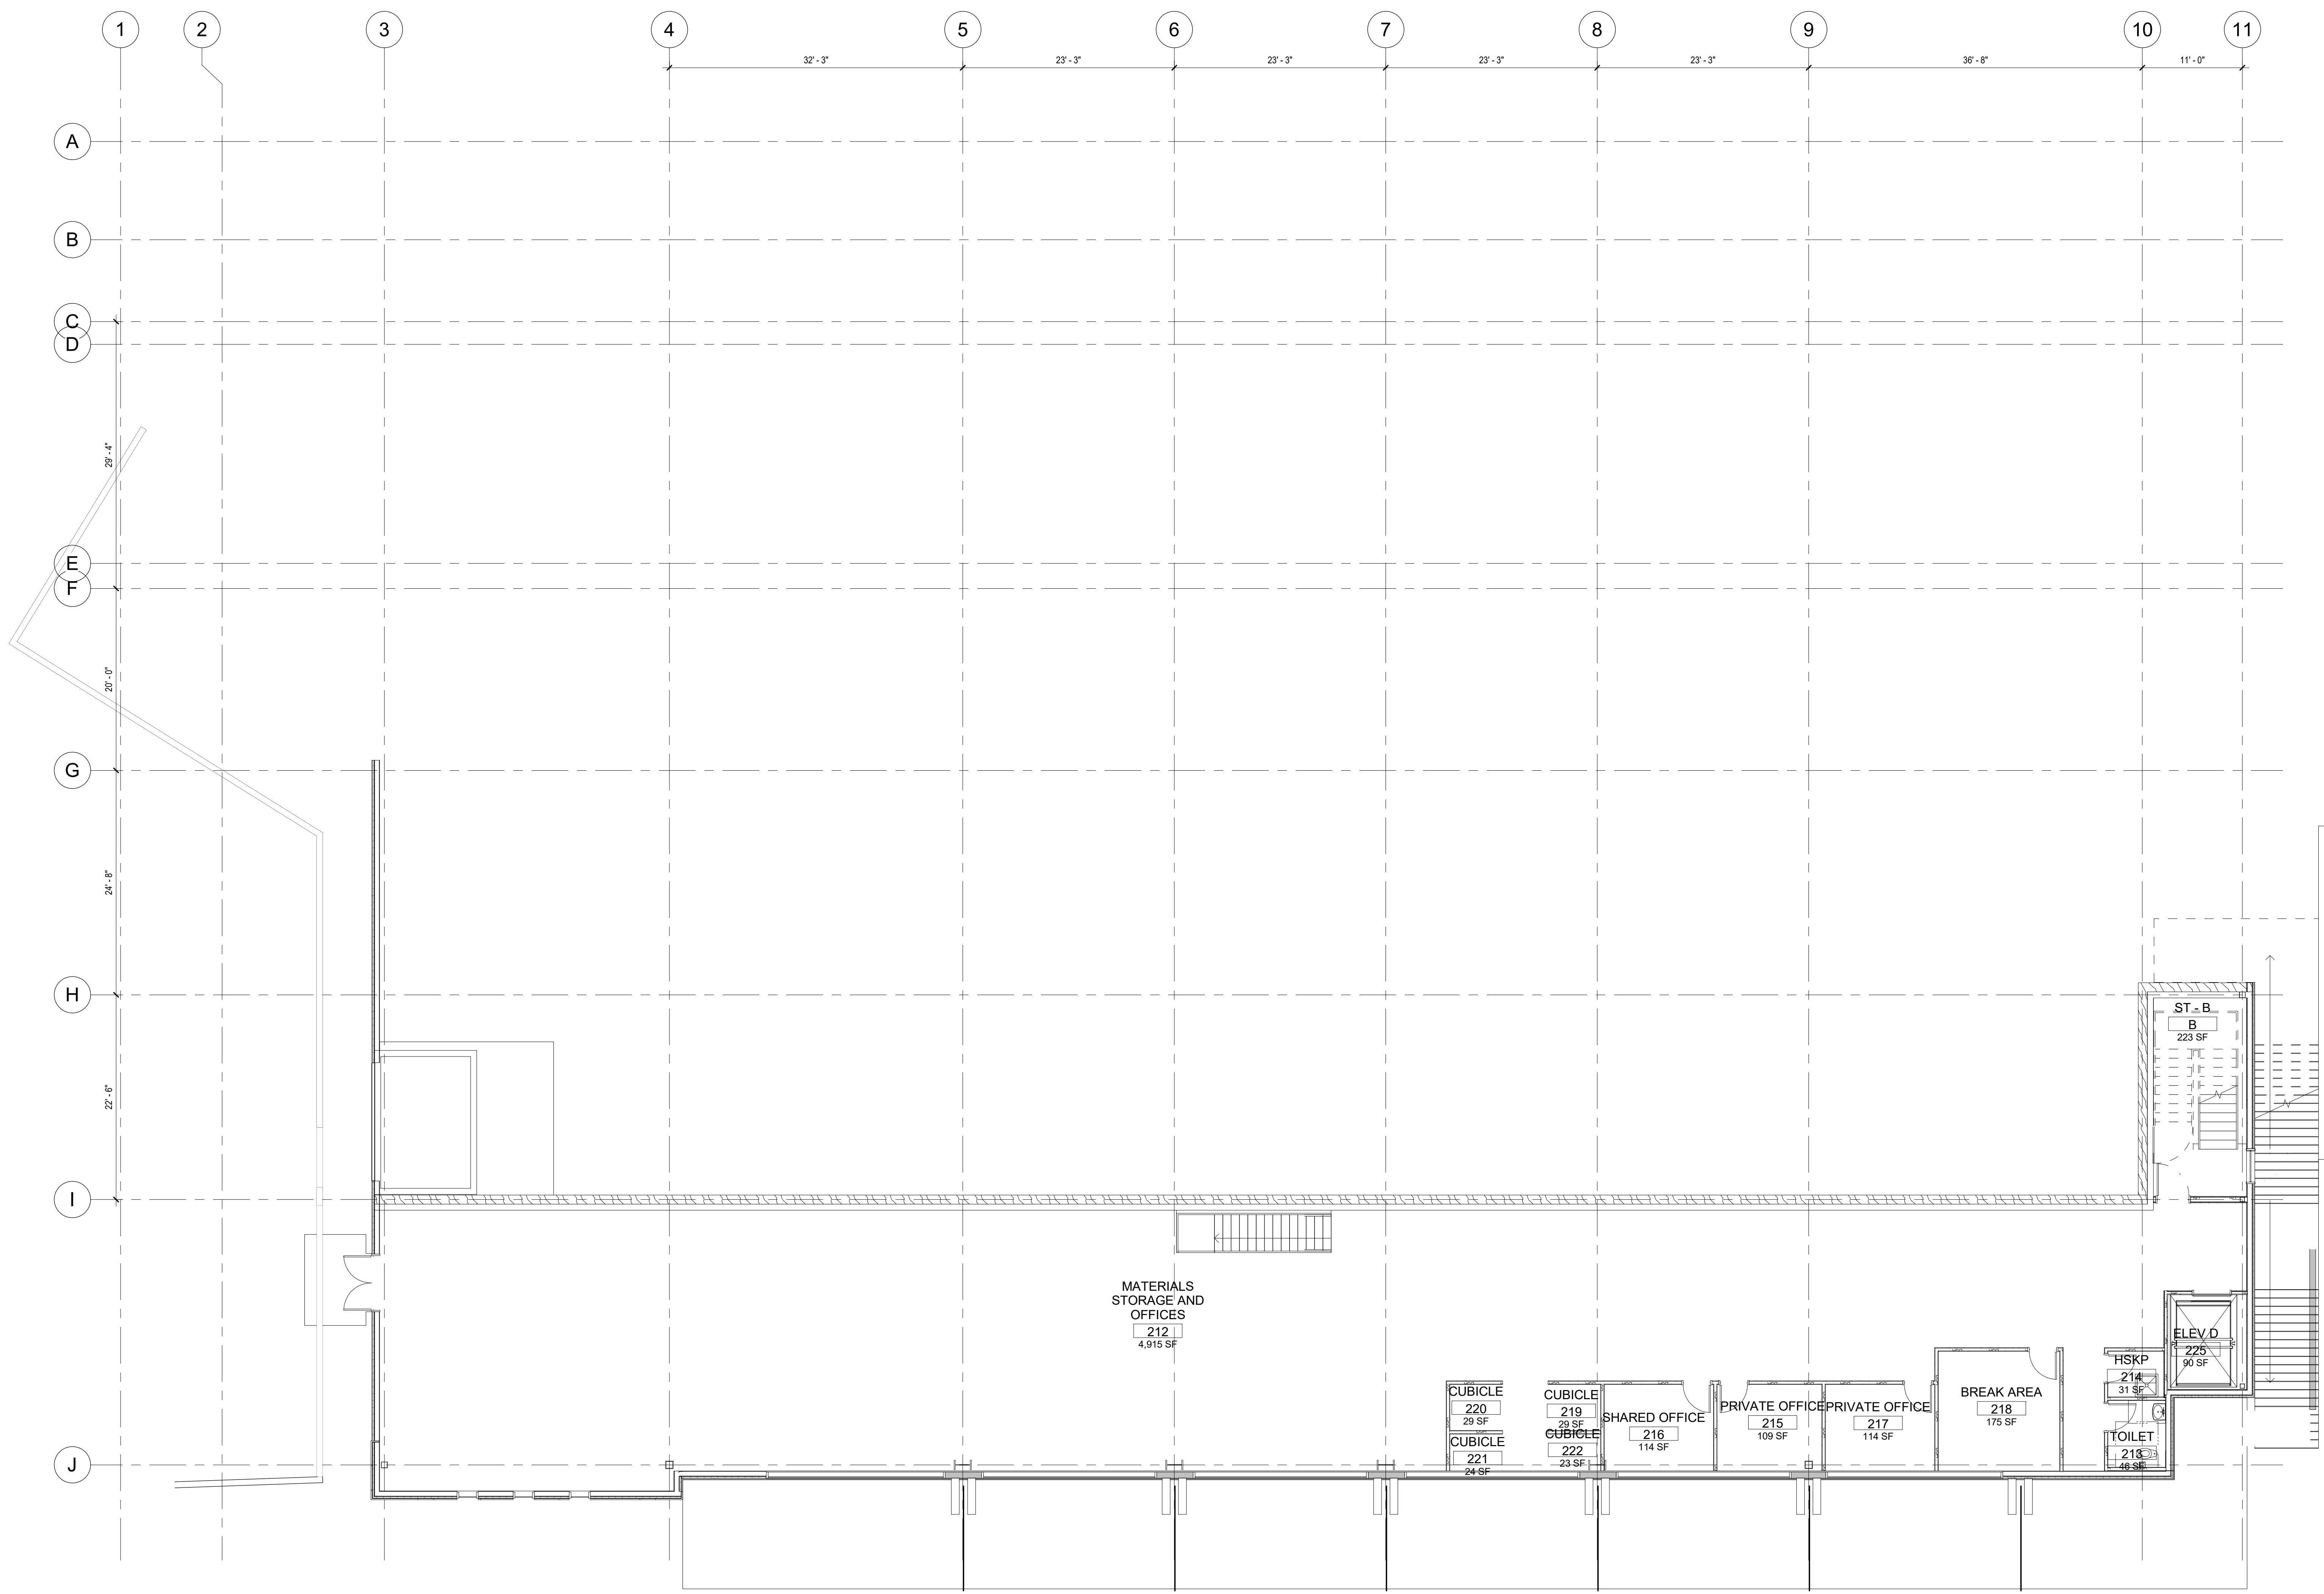 1
2
3
4
5
6
7
8
9
10
11
32' - 3"
23' - 3"
23' - 3"
23' - 3"
23' - 3"
36' - 8"
11' - 0"
A
B
C
D
29' - 4"
E
F
20' - 0"
G
24' - 8"
H
22' - 6"
I
J
ST - B
B
223 SF
MATERIALS
STORAGE AND
OFFICES
212
4,915 SF
CUBICLE
220
29 SF
CUBICLE
221
24 SF
CUBICLE
219
29 SF
CUBICLE
222
23 SF
SHARED OFFICE
216
114 SF
PRIVATE OFFICE
215
109 SF
PRIVATE OFFICE
217
114 SF
BREAK AREA
218
175 SF
ELEV D
225
90 SF
HSKP
214
31 SF
TOILET
213
46 SF